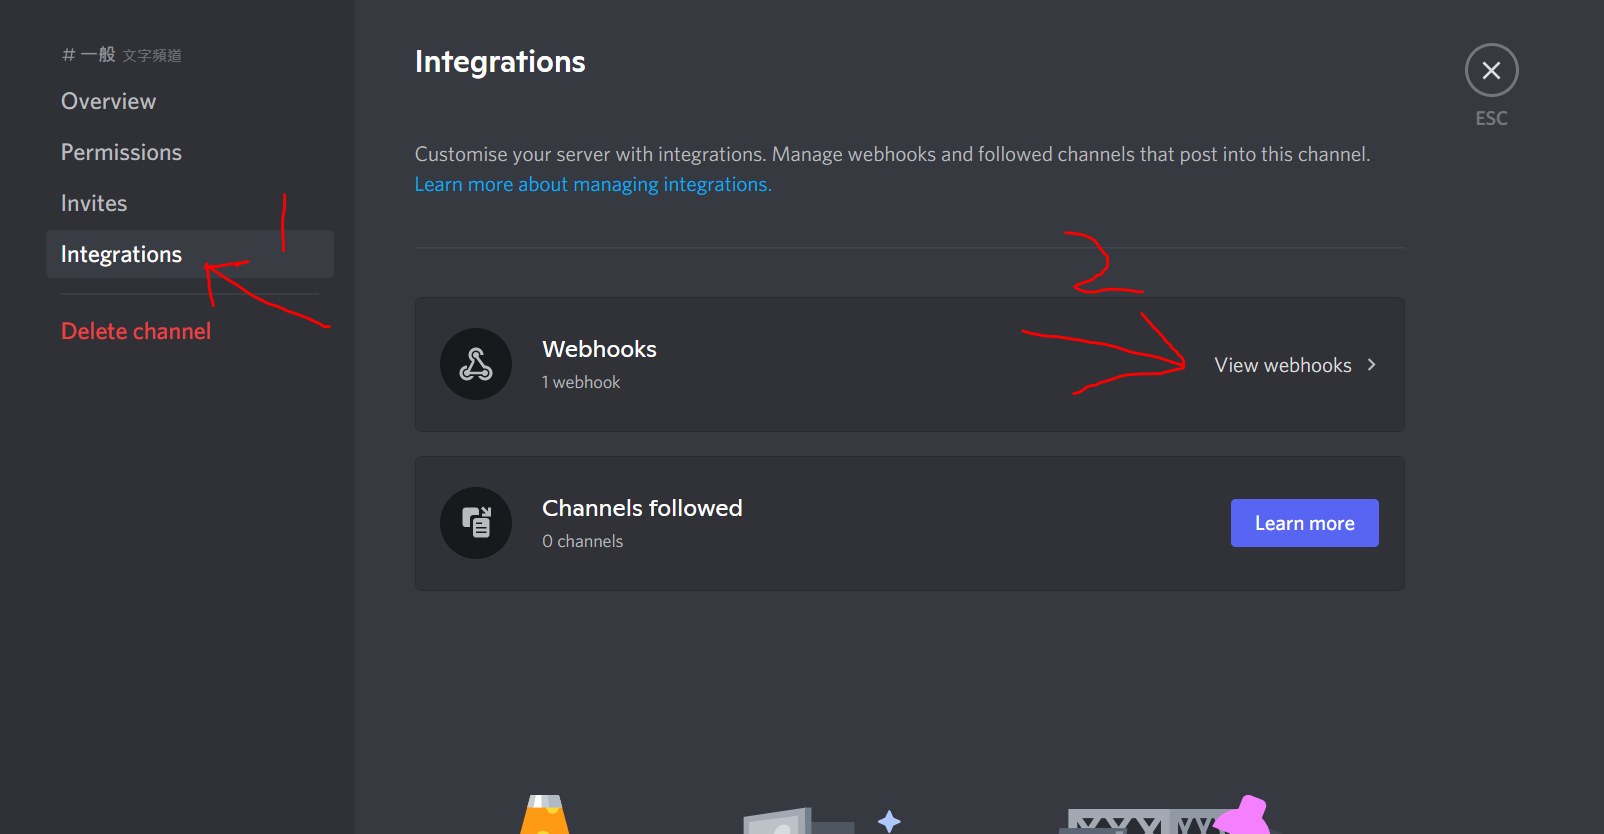 # 一般 文字頻道
Overview
Permissions
Invites
1
Integrations
Delete channel
Integrations
ESC
Customise your server with integrations. Manage webhooks and followed channels that post into this channel.
Learn more about managing integrations.
2
Webhooks
1 webhook
View webhooks
Channels followed
0 channels
Learn more